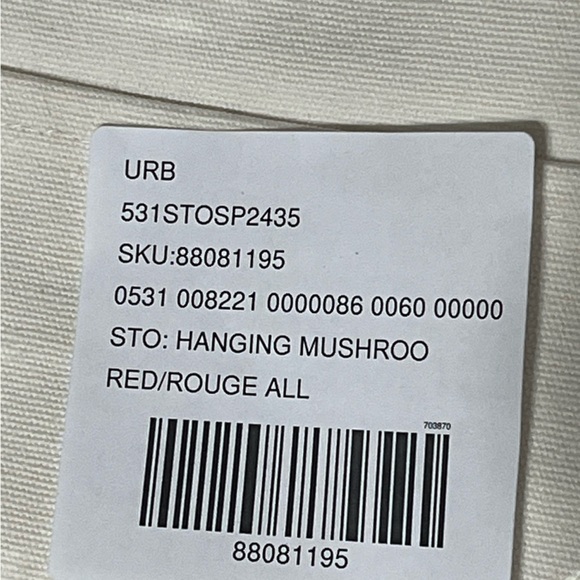 URB
531STOSP2435
SKU:88081195
0531 008221 0000086 0060 00000
STO: HANGING MUSHROO
RED/ROUGE ALL
703870
88081195